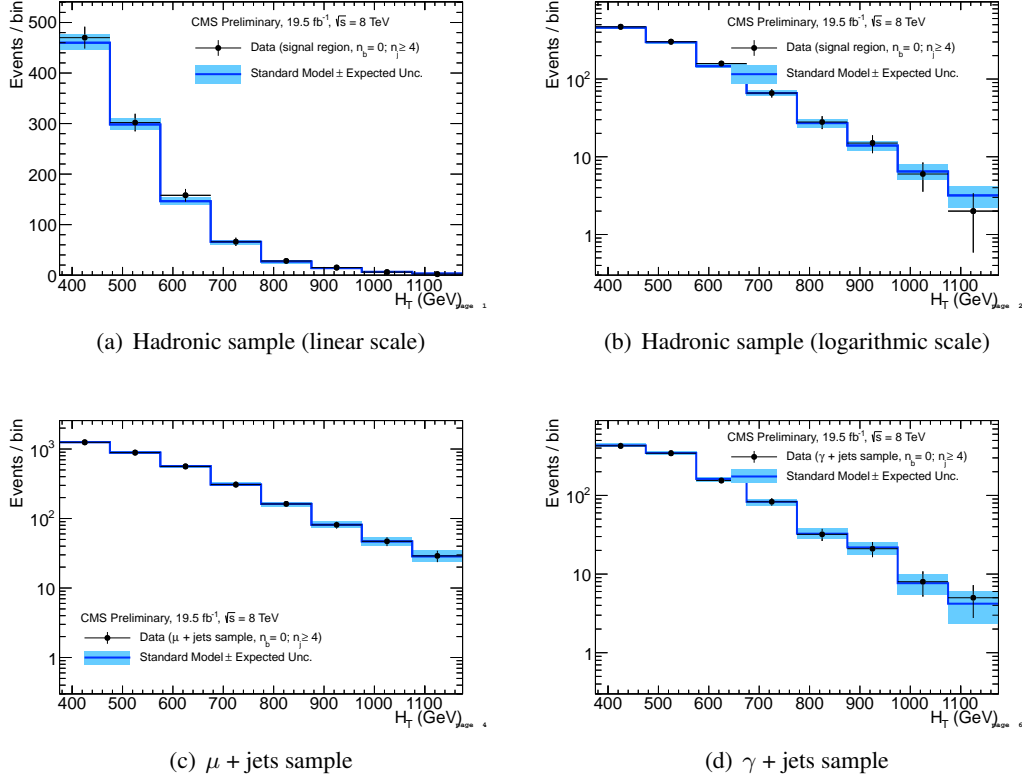 CMS Preliminary, 19.5 fb⁻¹, √s = 8 TeV
Data (signal region, n_b = 0; n_j ≥ 4)
Standard Model ± Expected Unc.
Events / bin
500
400
300
200
100
0
400 500 600 700 800 900 1000 1100
H_T (GeV)
page 1
(a) Hadronic sample (linear scale)
CMS Preliminary, 19.5 fb⁻¹, √s = 8 TeV
Data (signal region, n_b = 0; n_j ≥ 4)
Standard Model ± Expected Unc.
Events / bin
10²
10
1
400 500 600 700 800 900 1000 1100
H_T (GeV)
page 2
(b) Hadronic sample (logarithmic scale)
Events / bin
10³
10²
10
1
CMS Preliminary, 19.5 fb⁻¹, √s = 8 TeV
Data (μ + jets sample, n_b = 0; n_j ≥ 4)
Standard Model ± Expected Unc.
400 500 600 700 800 900 1000 1100
H_T (GeV)
page 4
(c) μ + jets sample
CMS Preliminary, 19.5 fb⁻¹, √s = 8 TeV
Data (γ + jets sample, n_b = 0; n_j ≥ 4)
Standard Model ± Expected Unc.
Events / bin
10²
10
1
400 500 600 700 800 900 1000 1100
H_T (GeV)
page 6
(d) γ + jets sample